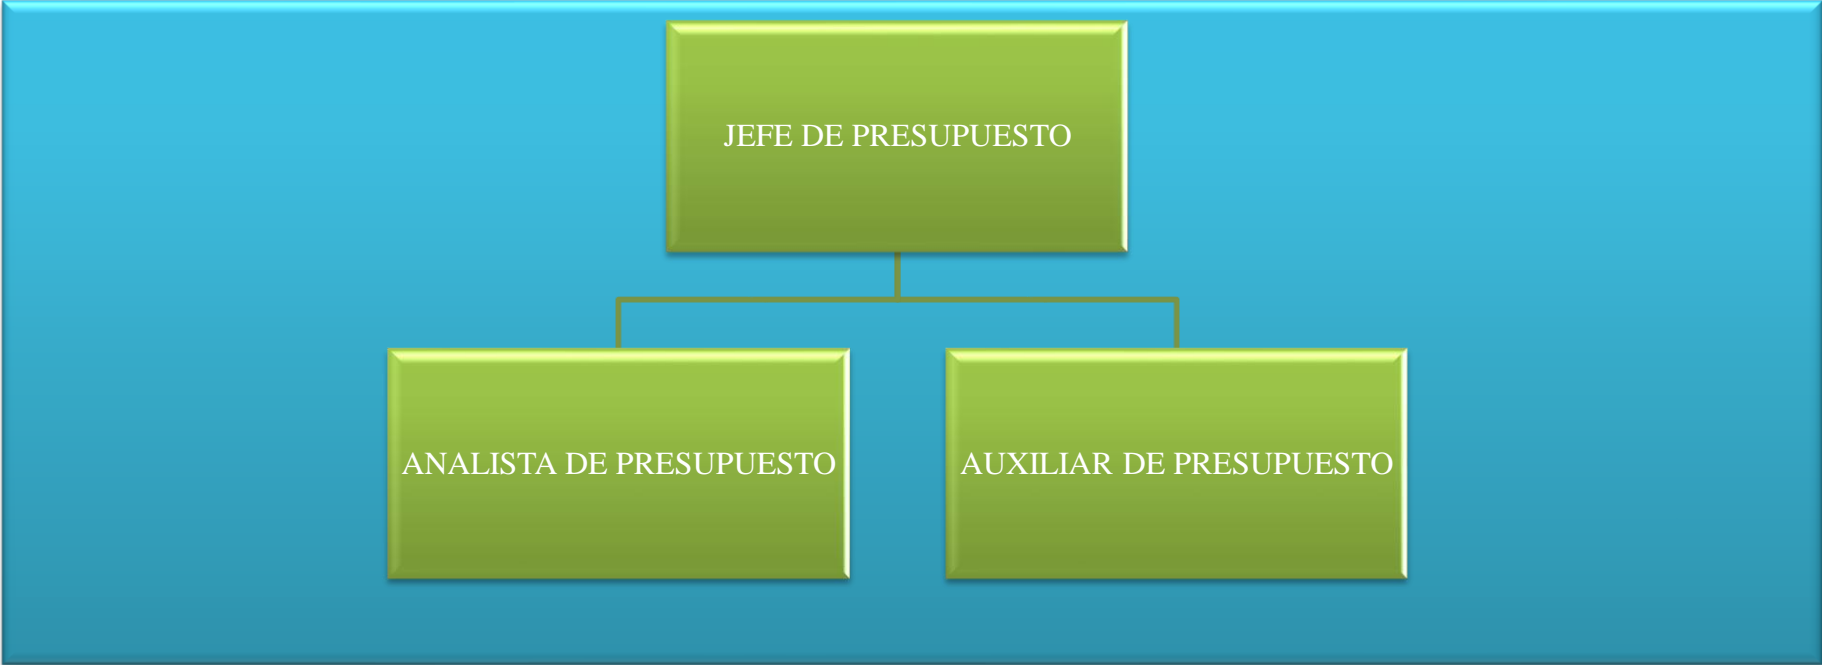 JEFE DE PRESUPUESTO
ANALISTA DE PRESUPUESTO
AUXILIAR DE PRESUPUESTO